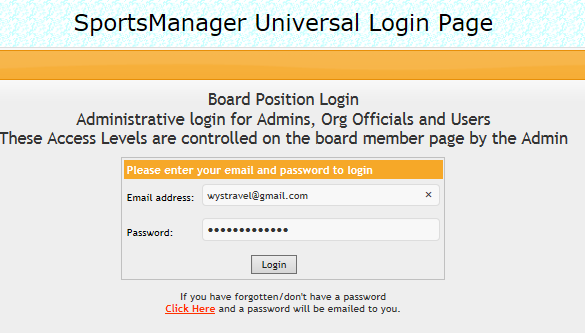 SportsManager Universal Login Page
Board Position Login
Administrative login for Admins, Org Officials and Users
These Access Levels are controlled on the board member page by the Admin
Please enter your email and password to login
Email address: wystravel@gmail.com ×
Password: •••••••••••••
Login
If you have forgotten/don't have a password
Click Here and a password will be emailed to you.